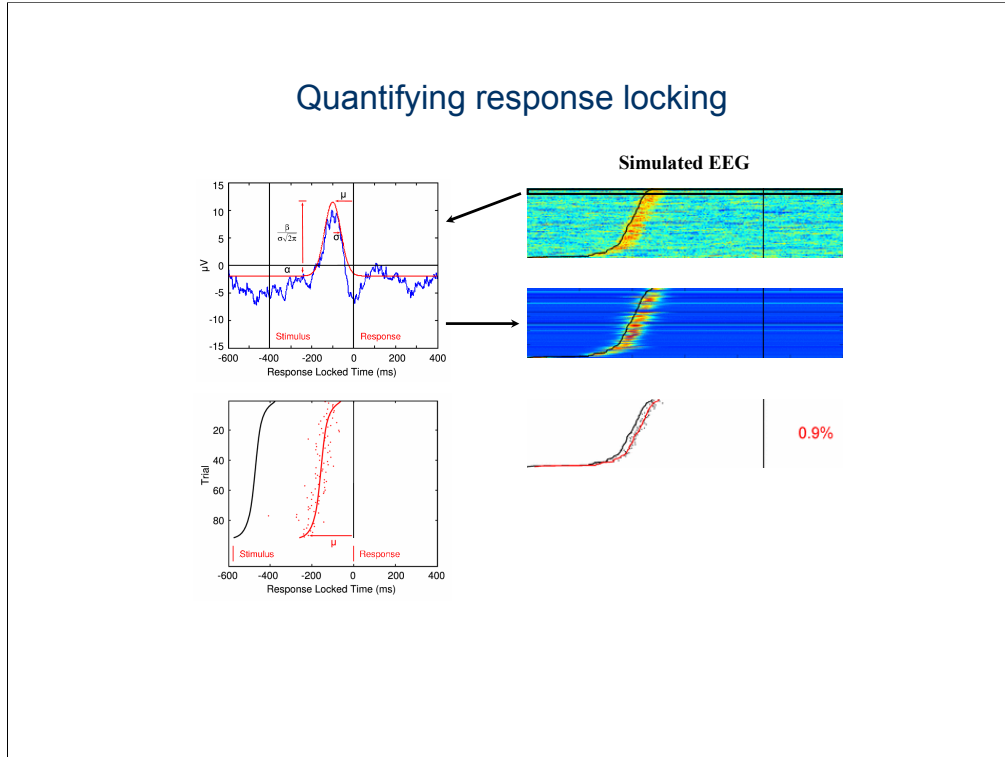 Quantifying response locking
Simulated EEG
15
10
5
0
-5
-10
-15
µV
μ
β
σ√2π
σ
α
Stimulus
Response
-600 -400 -200 0 200 400
Response Locked Time (ms)
20
40
60
80
Trial
μ
Stimulus
Response
-600 -400 -200 0 200 400
Response Locked Time (ms)
0.9%